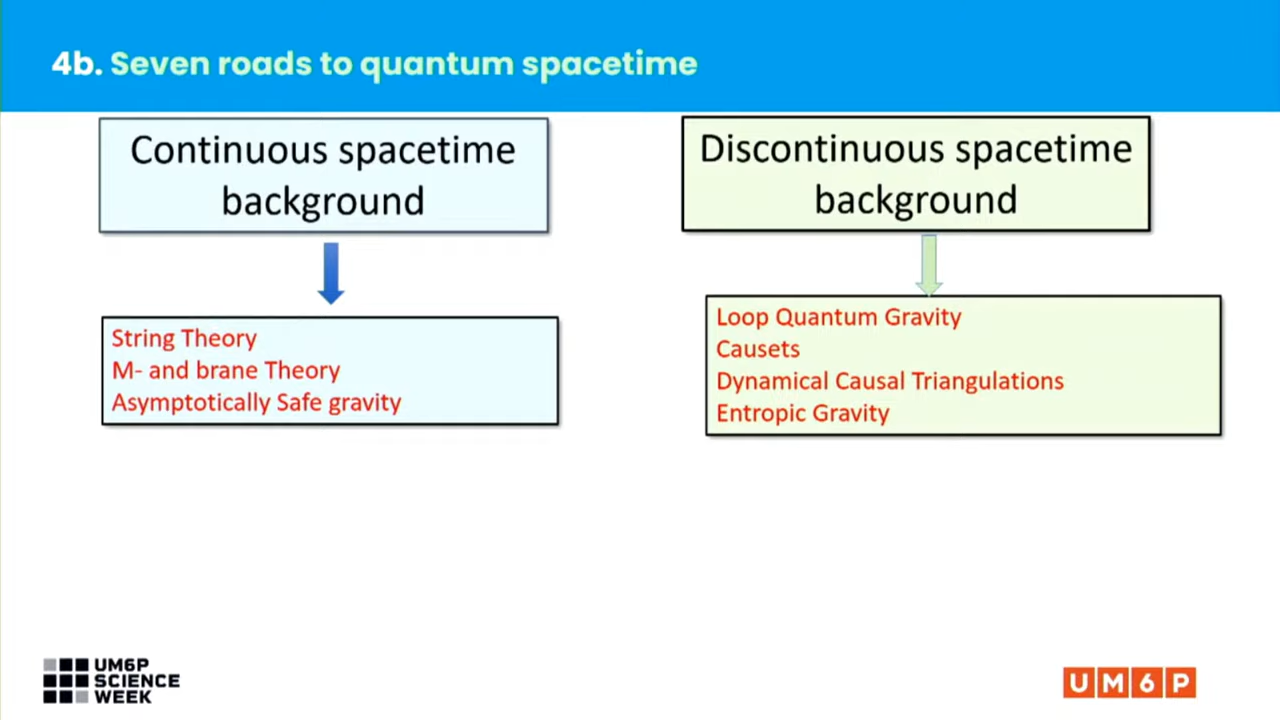 4b. Seven roads to quantum spacetime
Continuous spacetime
background
Discontinuous spacetime
background
String Theory
M- and brane Theory
Asymptotically Safe gravity
Loop Quantum Gravity
Causets
Dynamical Causal Triangulations
Entropic Gravity
UM6P
SCIENCE
WEEK
UM6P